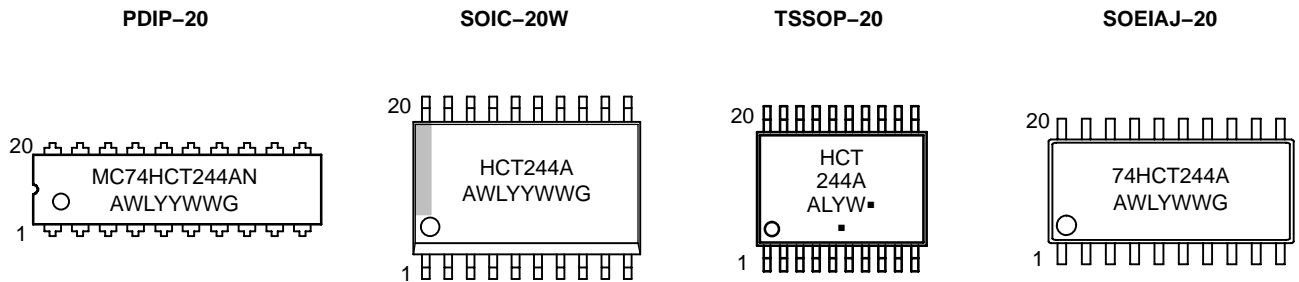 PDIP–20
SOIC–20W
TSSOP–20
SOEIAJ–20
20
MC74HCT244AN
AWLYYWWG
1
20
HCT244A
AWLYYWWG
1
20
HCT
244A
ALYW▪
▪
1
20
74HCT244A
AWLYWWG
1